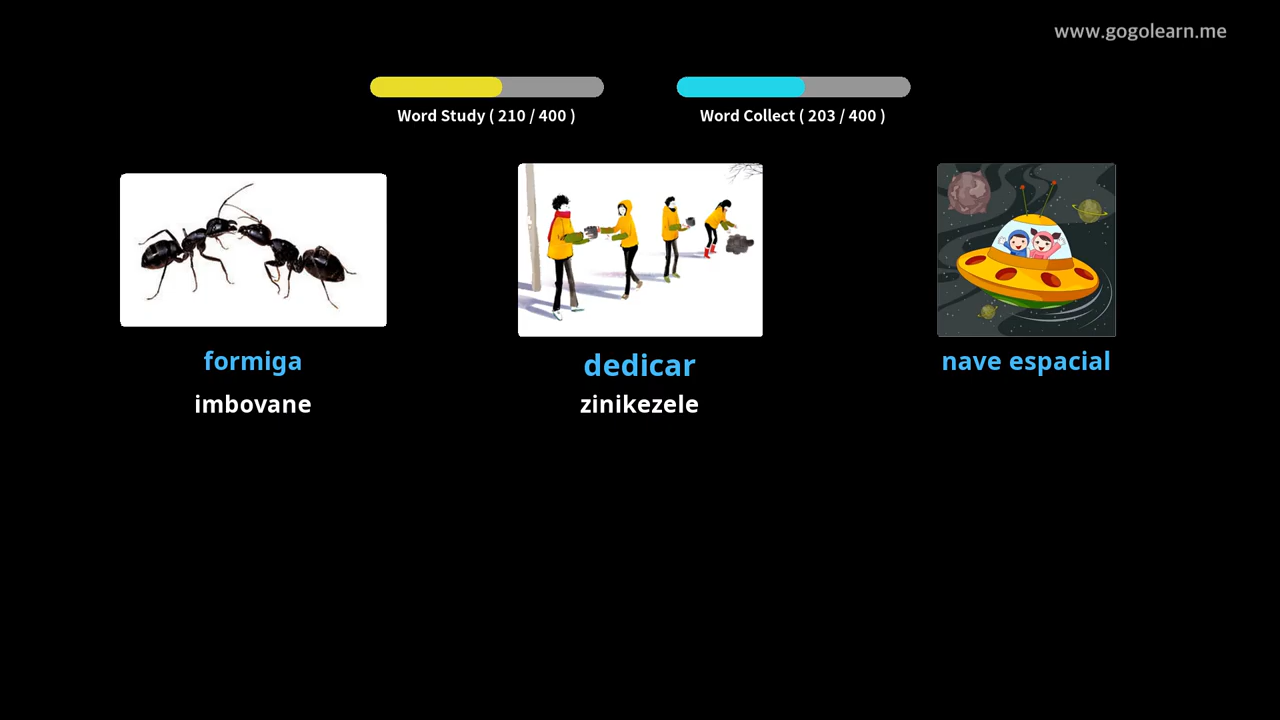 www.gogolearn.me
Word Study ( 210 / 400 )
Word Collect ( 203 / 400 )
formiga
dedicar
nave espacial
imbovane
zinikezele